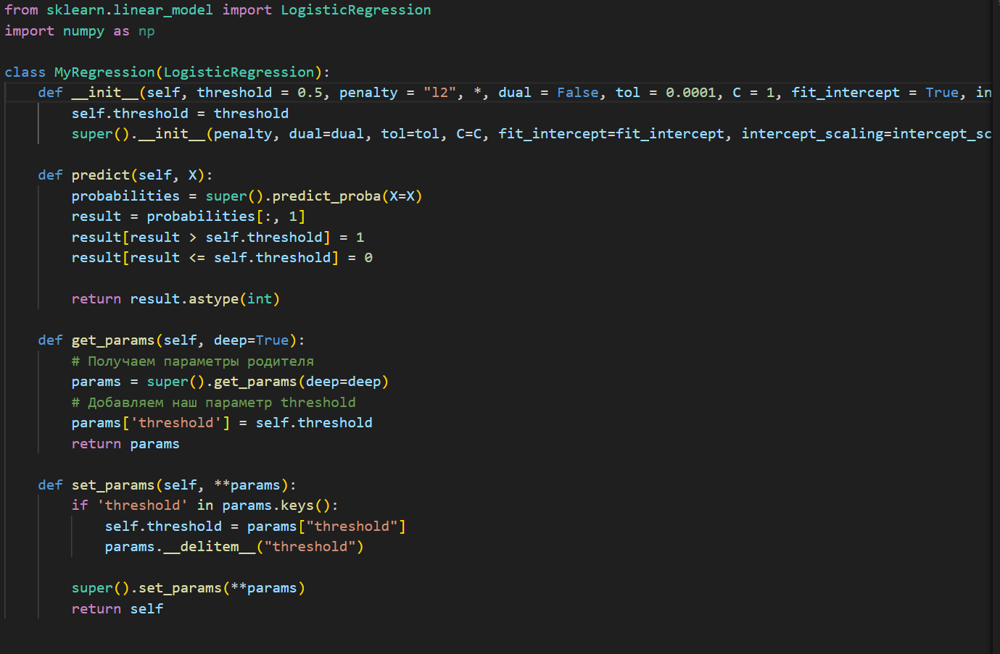 from sklearn.linear_model import LogisticRegression
import numpy as np
class MyRegression(LogisticRegression):
    def __init__(self, threshold = 0.5, penalty = "l2", *, dual = False, tol = 0.0001, C = 1, fit_intercept = True, in
        self.threshold = threshold
        super().__init__(penalty, dual=dual, tol=tol, C=C, fit_intercept=fit_intercept, intercept_scaling=intercept_sc
    def predict(self, X):
        probabilities = super().predict_proba(X=X)
        result = probabilities[:, 1]
        result[result > self.threshold] = 1
        result[result <= self.threshold] = 0
        return result.astype(int)
    def get_params(self, deep=True):
        # Получаем параметры родителя
        params = super().get_params(deep=deep)
        # Добавляем наш параметр threshold
        params['threshold'] = self.threshold
        return params
    def set_params(self, **params):
        if 'threshold' in params.keys():
            self.threshold = params["threshold"]
            params.__delitem__("threshold")
        super().set_params(**params)
        return self